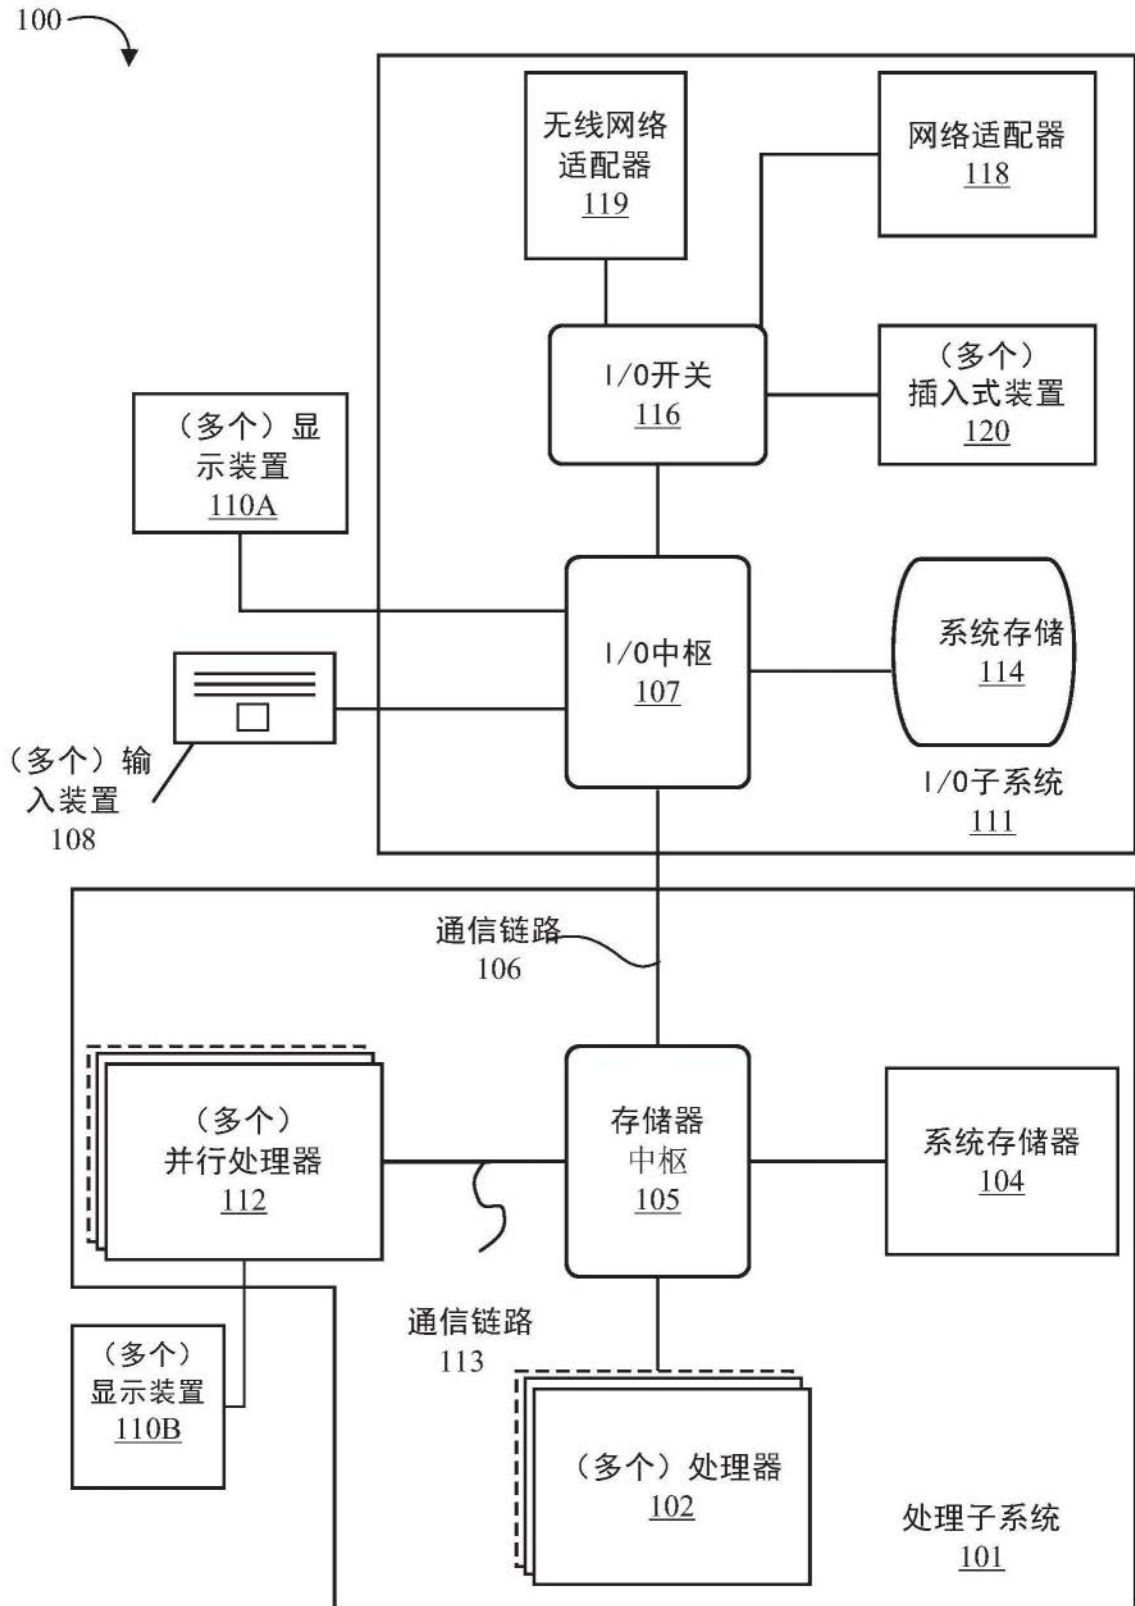 100
无线网络
适配器
119
网络适配器
118
I/O开关
116
（多个）
插入式装置
120
（多个）显
示装置
110A
I/O中枢
107
系统存储
114
（多个）输
入装置
108
I/O子系统
111
通信链路
106
（多个）
并行处理器
112
存储器
中枢
105
系统存储器
104
通信链路
113
（多个）
显示装置
110B
（多个）处理器
102
处理子系统
101